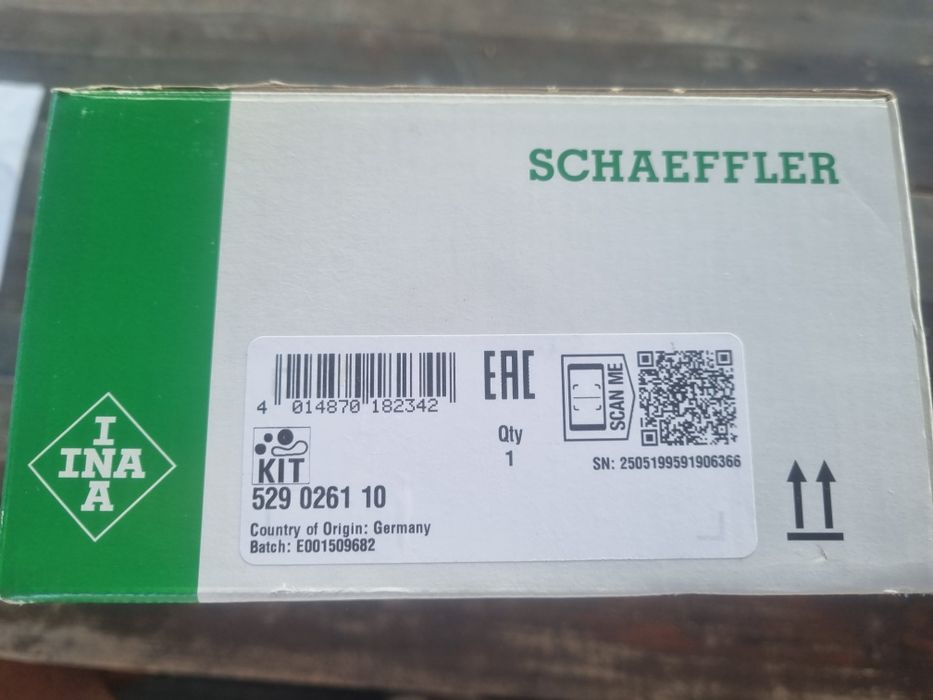 SCHAEFFLER
I
INA
A
4 014870 182342
EAC
SCAN ME
Qty
1
SN: 2505199591906366
KIT
529 0261 10
Country of Origin: Germany
Batch: E001509682